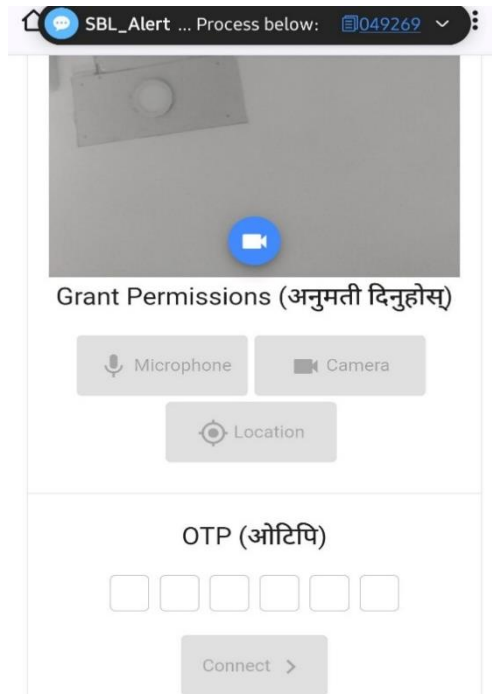 SBL_Alert ... Process below: 049269
Grant Permissions (अनुमती दिनुहोस्)
Microphone
Camera
Location
OTP (ओटिपि)
Connect